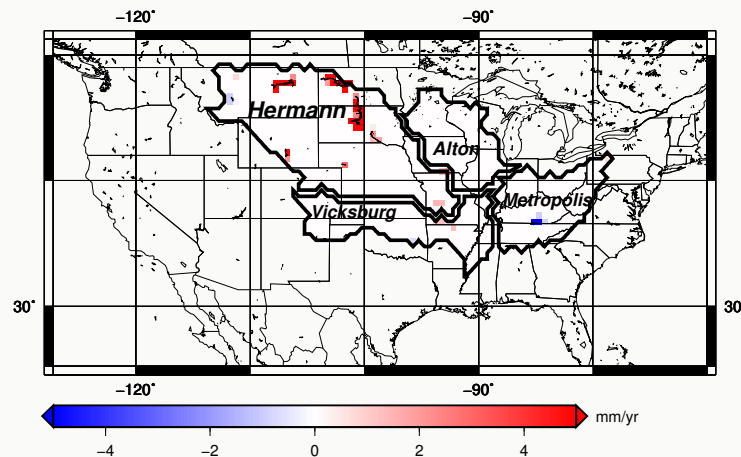 −120˚ −90˚
Hermann
Alton
Metropolis
Vicksburg
30˚ 30
−120˚ −90˚
mm/yr
−4 −2 0 2 4